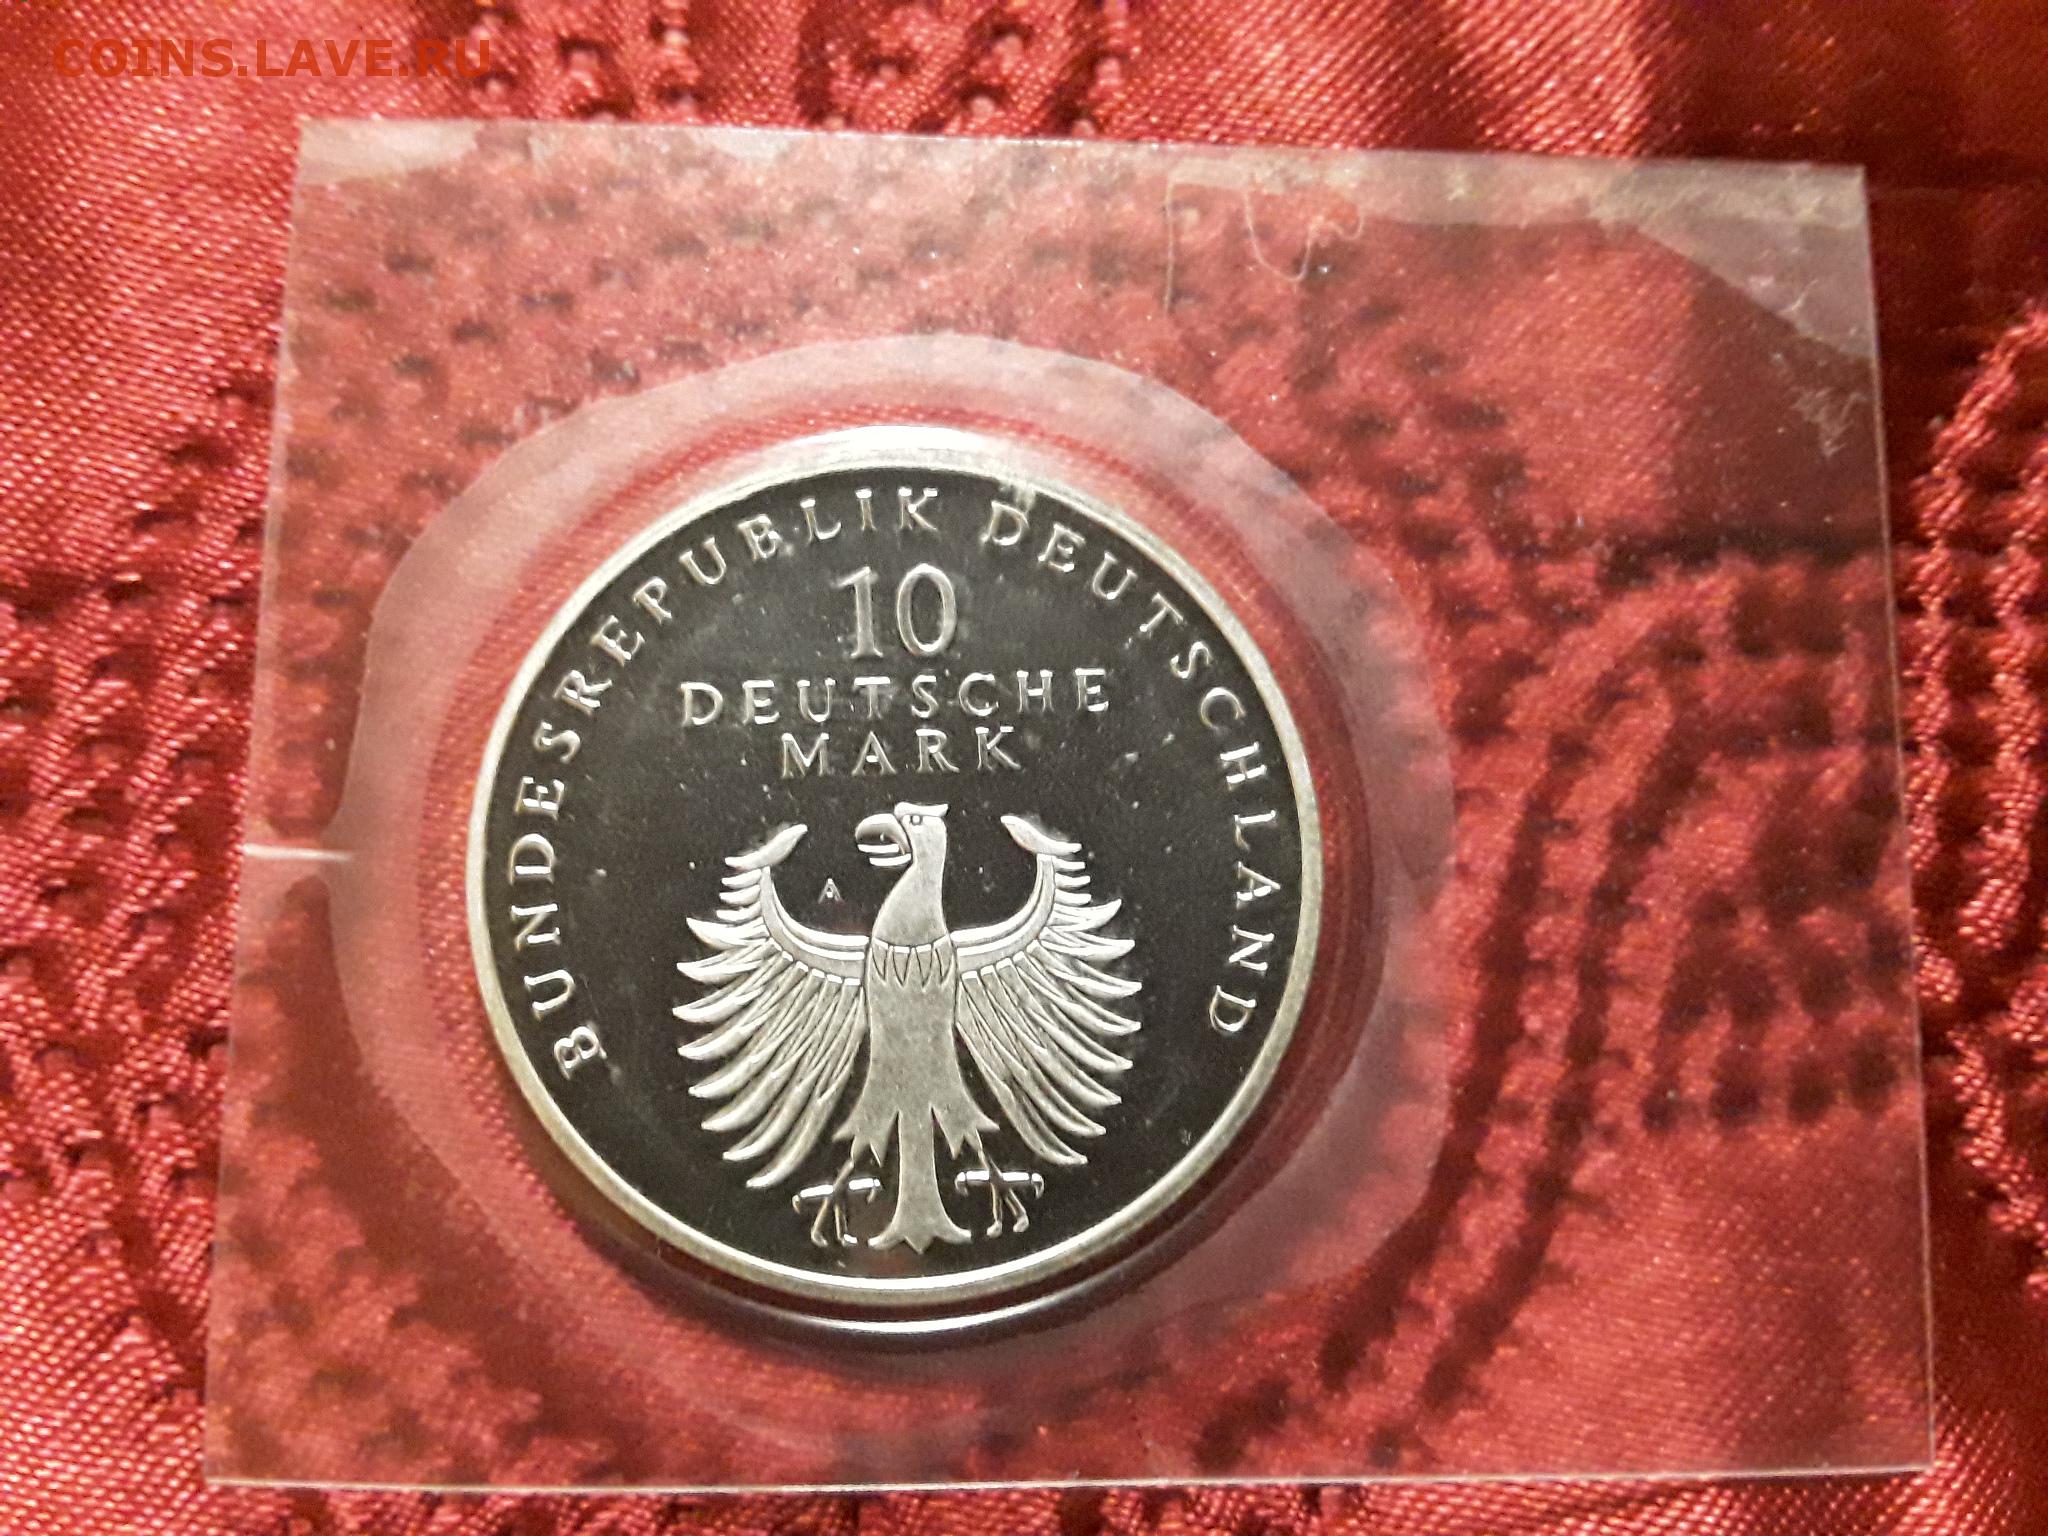 COINS.LAVE.RU
BUNDESREPUBLIK DEUTSCHLAND
10
DEUTSCHE
MARK
A